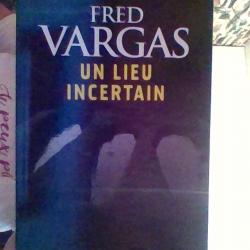 FRED
VARGAS
UN LIEU
INCERTAIN